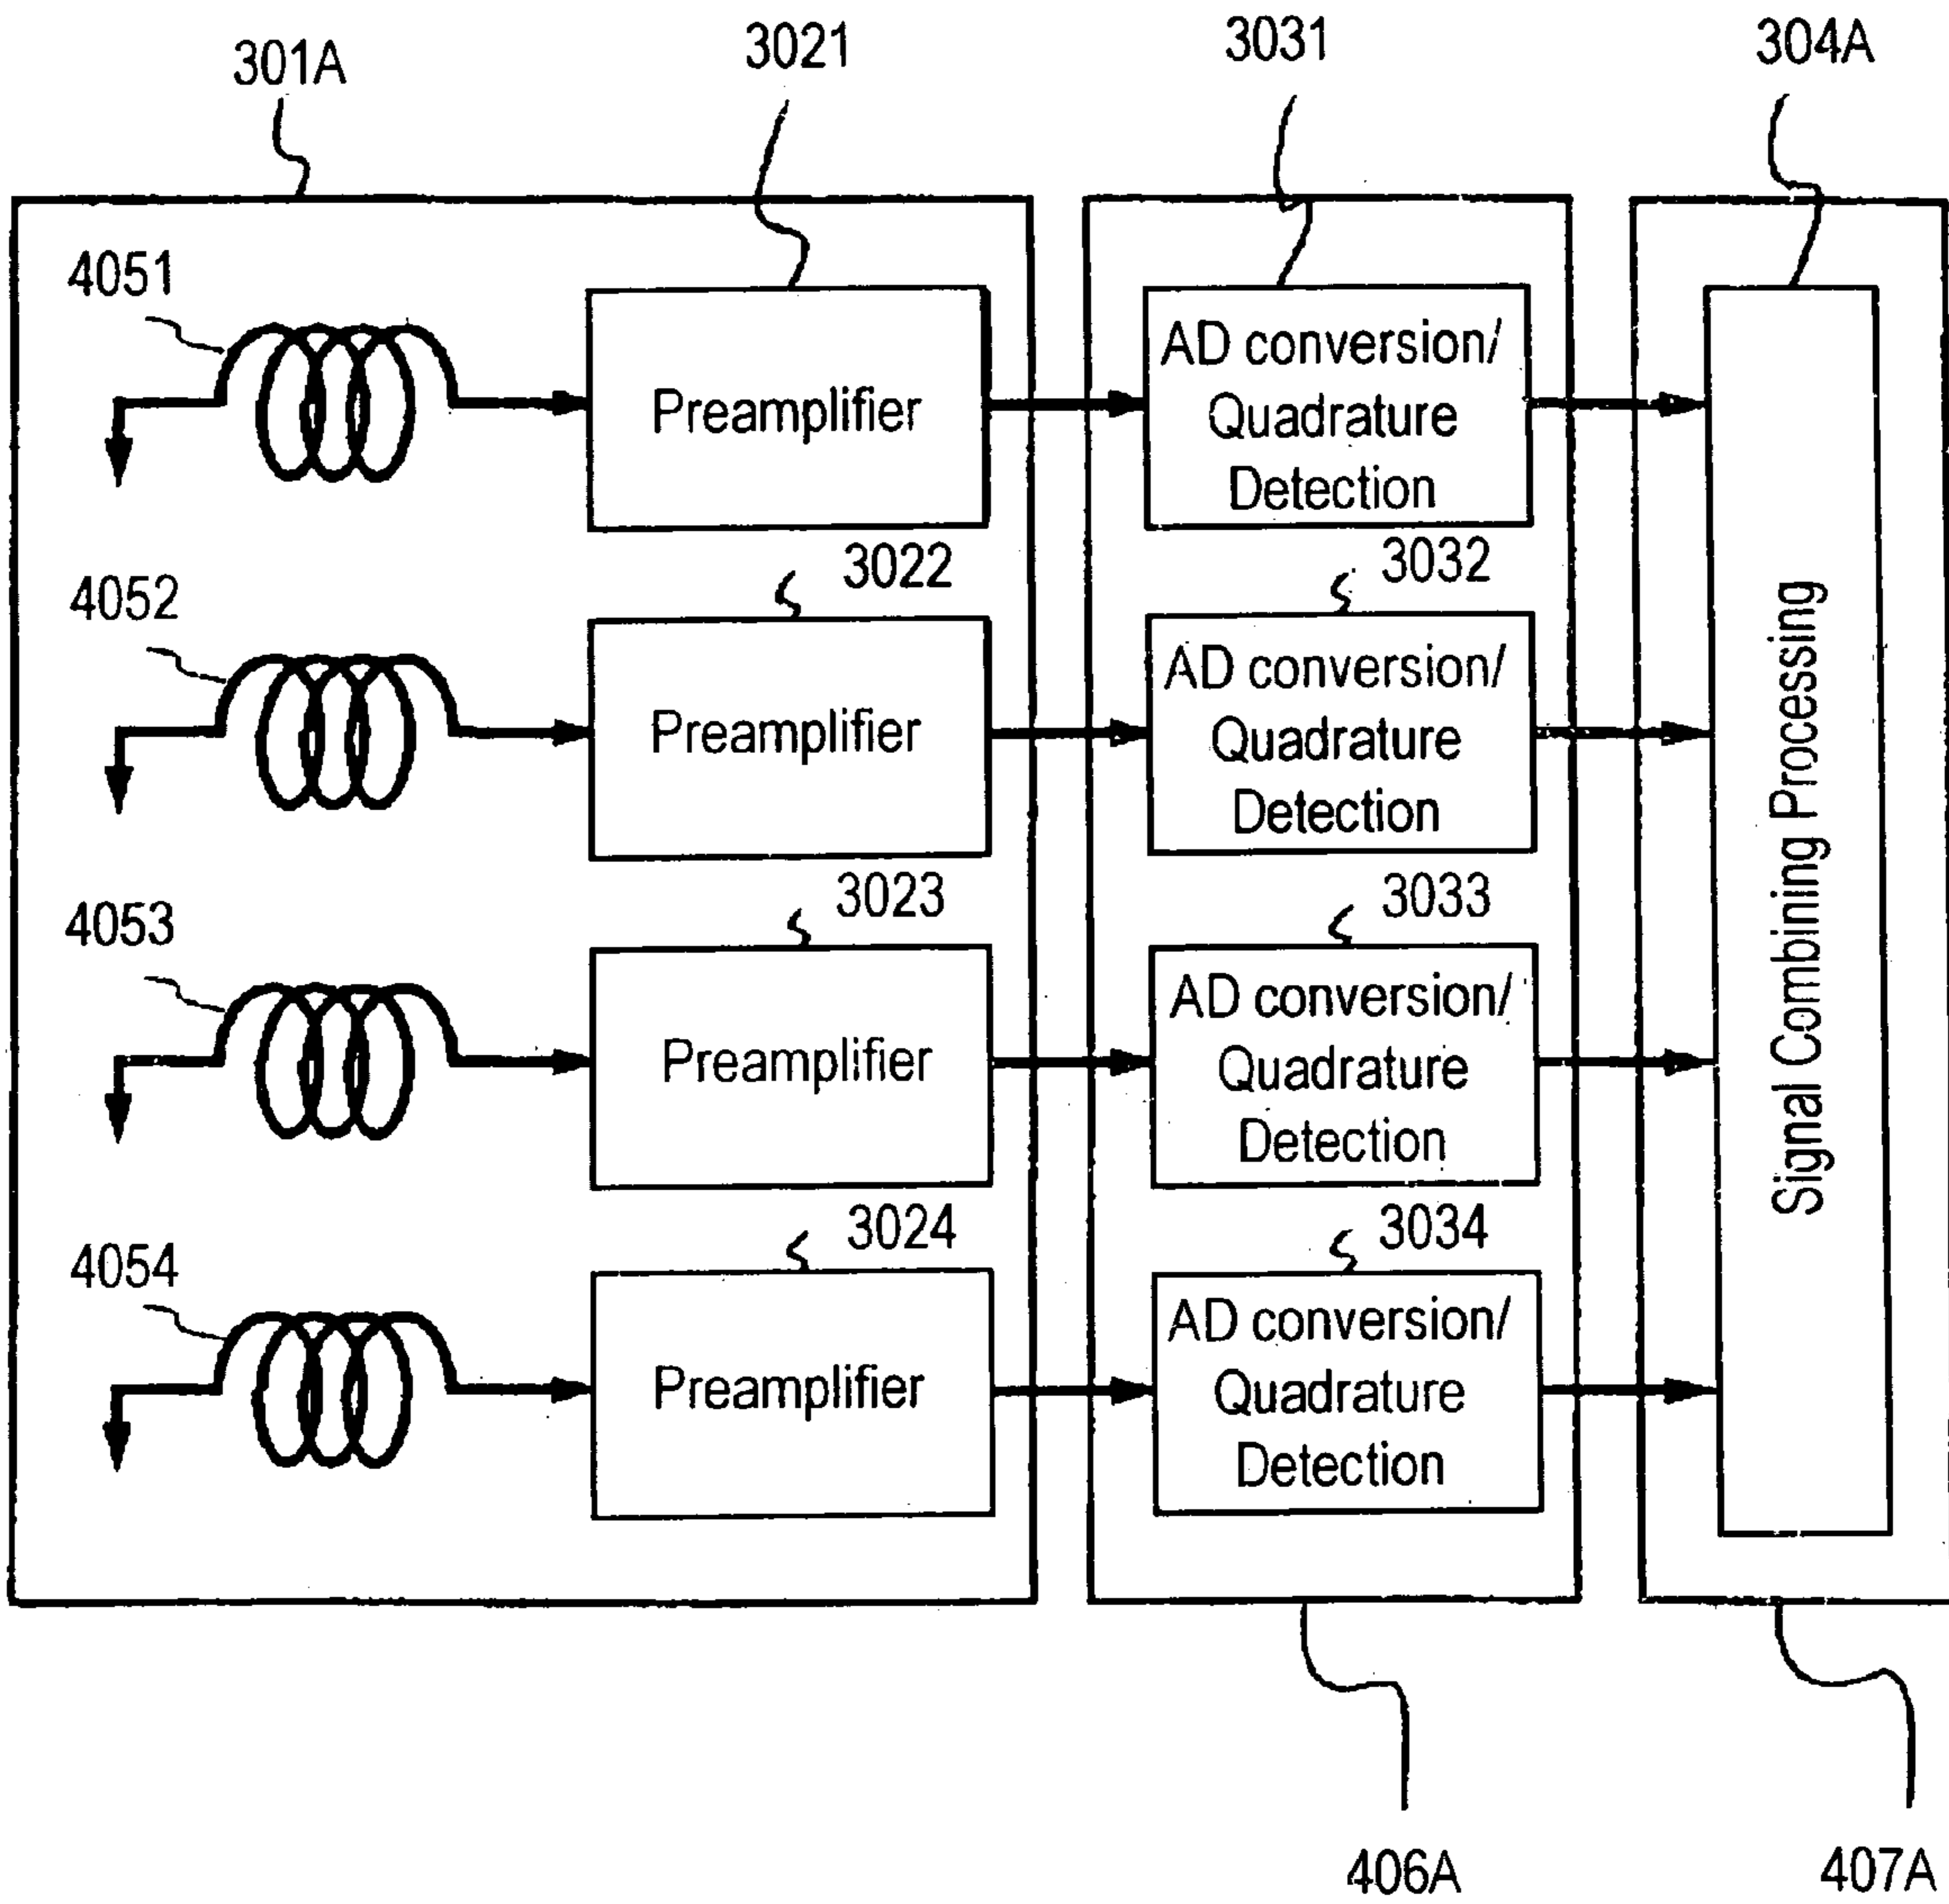 301A
3021
3031
304A
4051
Preamplifier
AD conversion/
Quadrature
Detection
4052
3022
Preamplifier
3032
AD conversion/
Quadrature
Detection
4053
3023
Preamplifier
3033
AD conversion/
Quadrature
Detection
4054
3024
Preamplifier
3034
AD conversion/
Quadrature
Detection
Signal Combining Processing
406A
407A